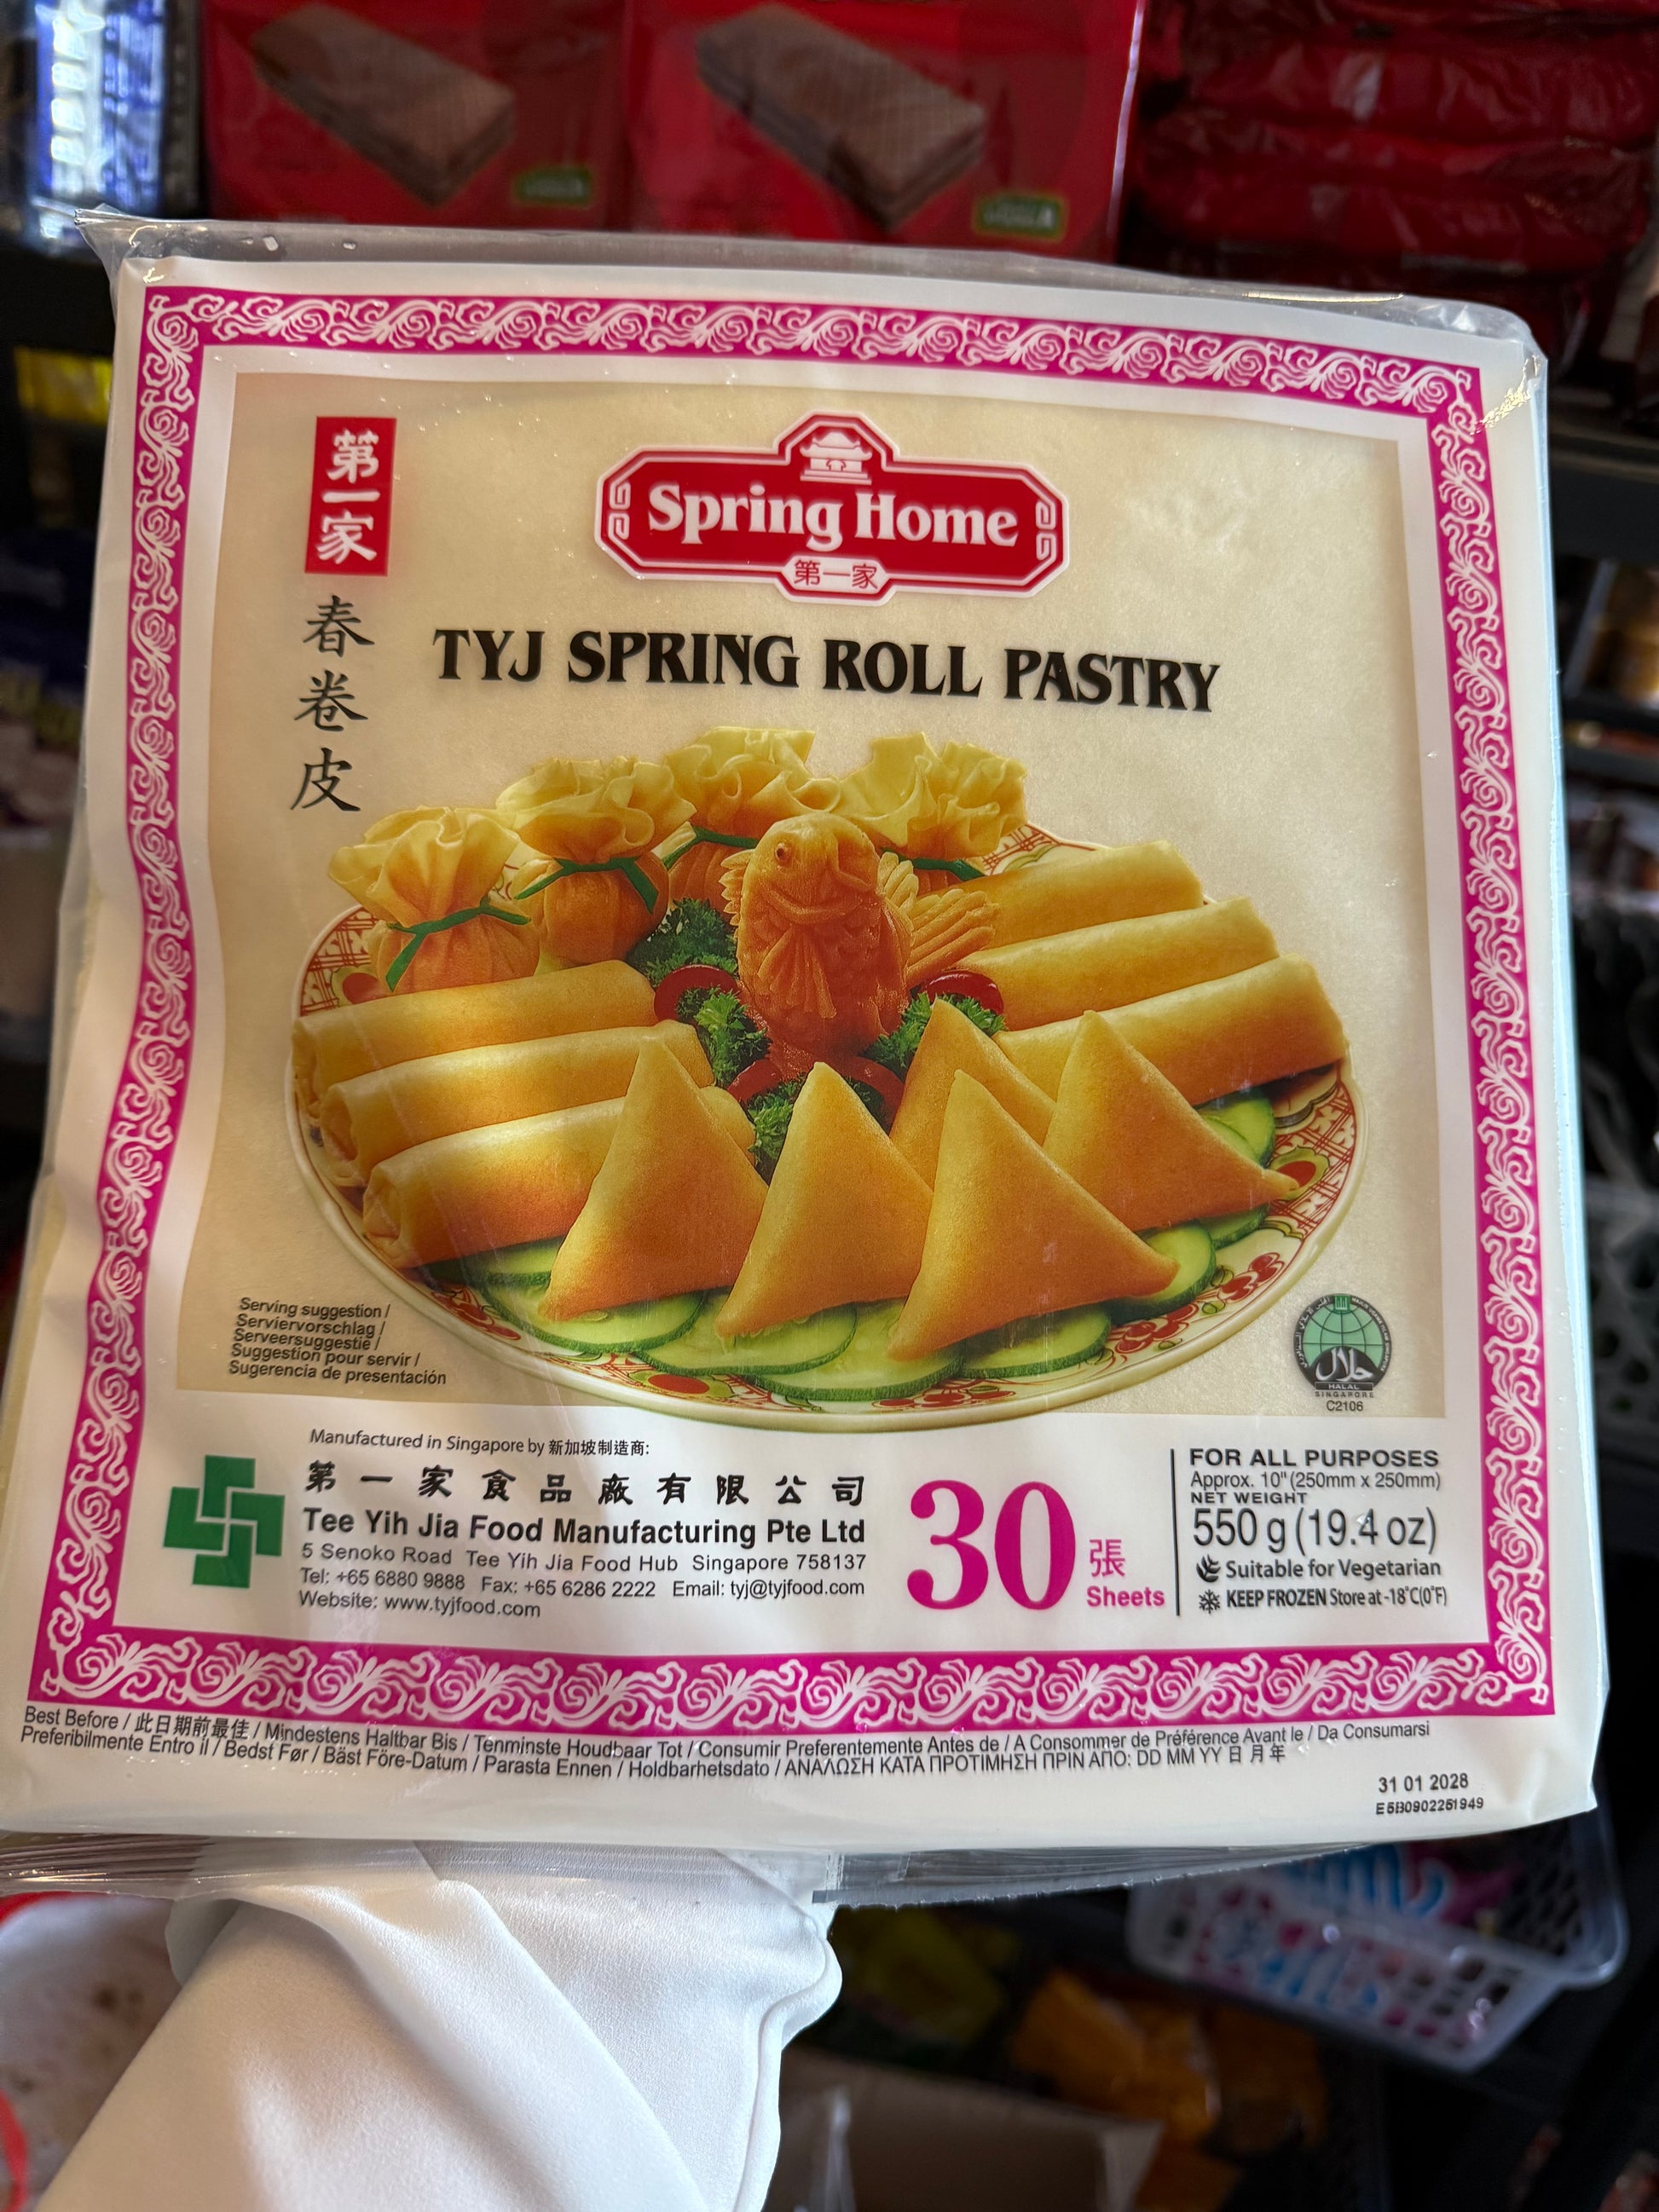 第一家
春卷皮
Spring Home
第一家
TYJ SPRING ROLL PASTRY
Serving suggestion /
Serviervorschlag /
Serveersuggestie /
Suggestion pour servir /
Sugerencia de presentación
HALAL
SINGAPORE
C2106
Manufactured in Singapore by 新加坡制造商:
第一家食品廠有限公司
Tee Yih Jia Food Manufacturing Pte Ltd
5 Senoko Road Tee Yih Jia Food Hub Singapore 758137
Tel: +65 6880 9888 Fax: +65 6286 2222 Email: tyj@tyjfood.com
Website: www.tyjfood.com
30 張
Sheets
FOR ALL PURPOSES
Approx. 10" (250mm x 250mm)
NET WEIGHT
550 g (19.4 oz)
Suitable for Vegetarian
KEEP FROZEN Store at -18°C(0°F)
Best Before / 此日期前最佳 / Mindestens Haltbar Bis / Tenminste Houdbaar Tot / Consumir Preferentemente Antes de / A Consommer de Préférence Avant le / Da Consumarsi
Preferibilmente Entro il / Bedst Før / Bäst Före-Datum / Parasta Ennen / Holdbarhetsdato / ΑΝΑΛΩΣΗ ΚΑΤΑ ΠΡΟΤΙΜΗΣΗ ΠΡΙΝ ΑΠΟ: DD MM YY 日 月 年
31 01 2028
E5B0902251949